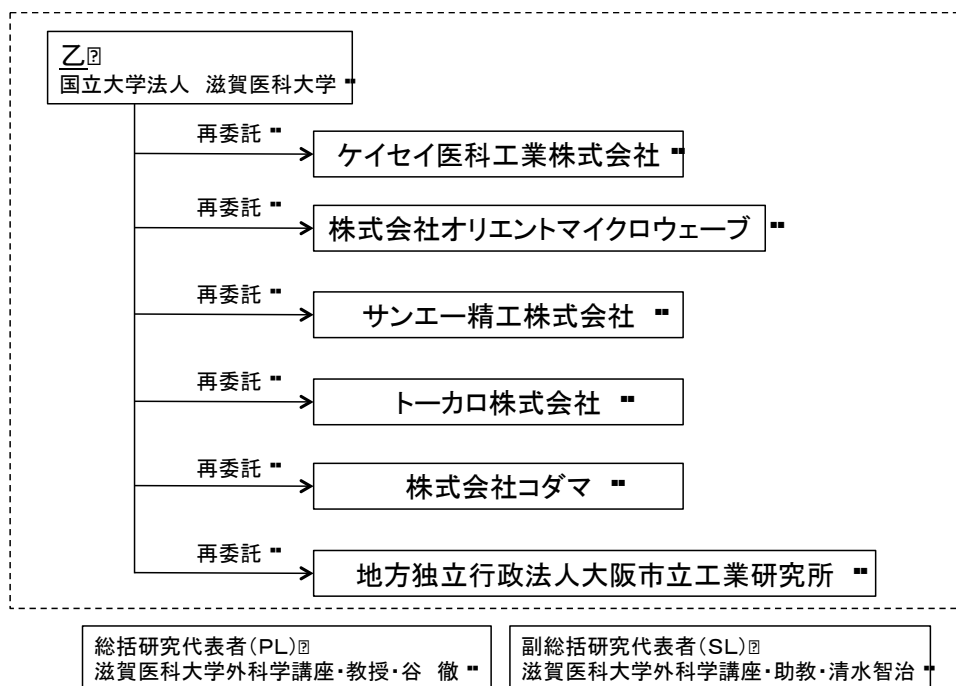 乙
国立大学法人 滋賀医科大学
再委託
ケイセイ医科工業株式会社
再委託
株式会社オリエントマイクロウェーブ
再委託
サンエー精工株式会社
再委託
トーカロ株式会社
再委託
株式会社コダマ
再委託
地方独立行政法人大阪市立工業研究所
総括研究代表者(PL)
滋賀医科大学外科学講座・教授・谷 徹
副総括研究代表者(SL)
滋賀医科大学外科学講座・助教・清水智治